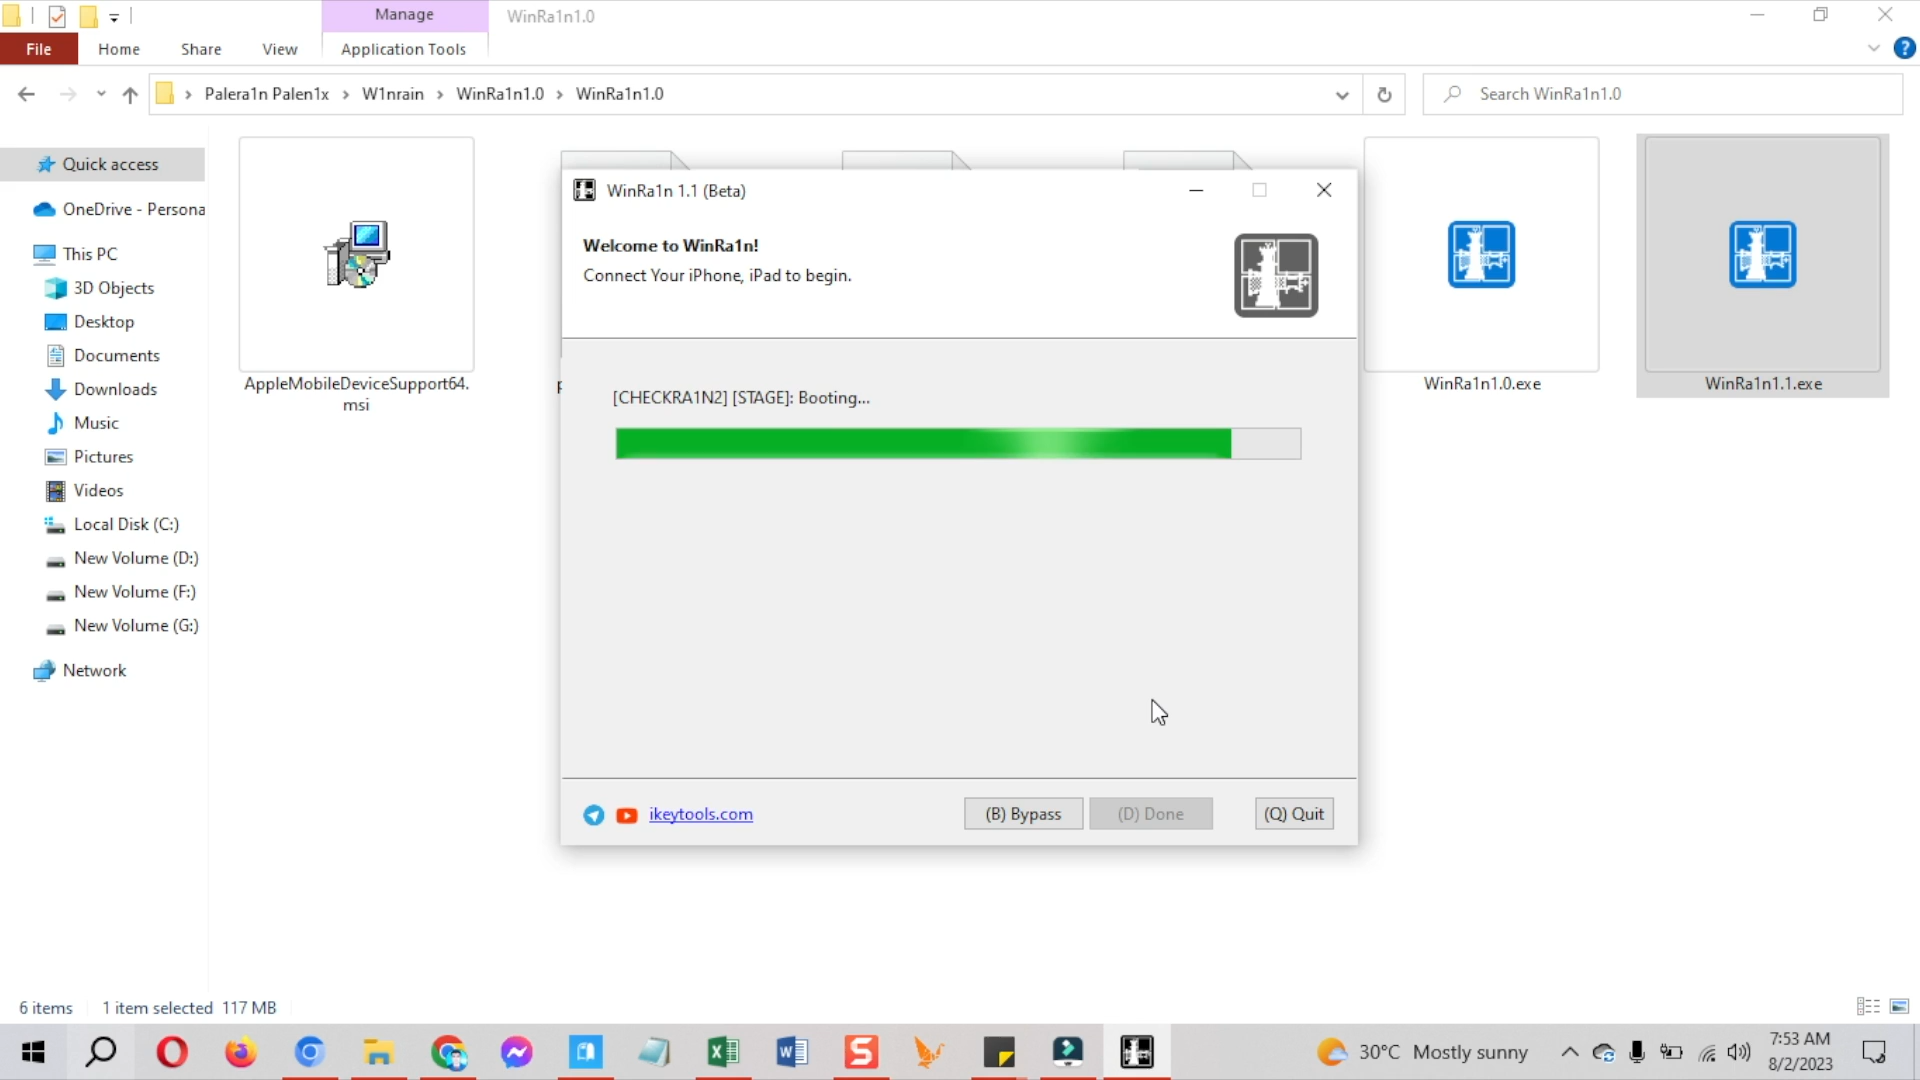 Manage
WinRa1n1.0
File
Home
Share
View
Application Tools
Palera1n Palen1x
W1nrain
WinRa1n1.0
WinRa1n1.0
Search WinRa1n1.0
Quick access
OneDrive - Persona
This PC
3D Objects
Desktop
Documents
Downloads
Music
Pictures
Videos
Local Disk (C:)
New Volume (D:)
New Volume (F:)
New Volume (G:)
Network
AppleMobileDeviceSupport64.
msi
WinRa1n1.0.exe
WinRa1n1.1.exe
WinRa1n 1.1 (Beta)
Welcome to WinRa1n!
Connect Your iPhone, iPad to begin.
[CHECKRA1N2] [STAGE]: Booting...
ikeytools.com
(B) Bypass
(D) Done
(Q) Quit
6 items
1 item selected 117 MB
30°C Mostly sunny
7:53 AM
8/2/2023